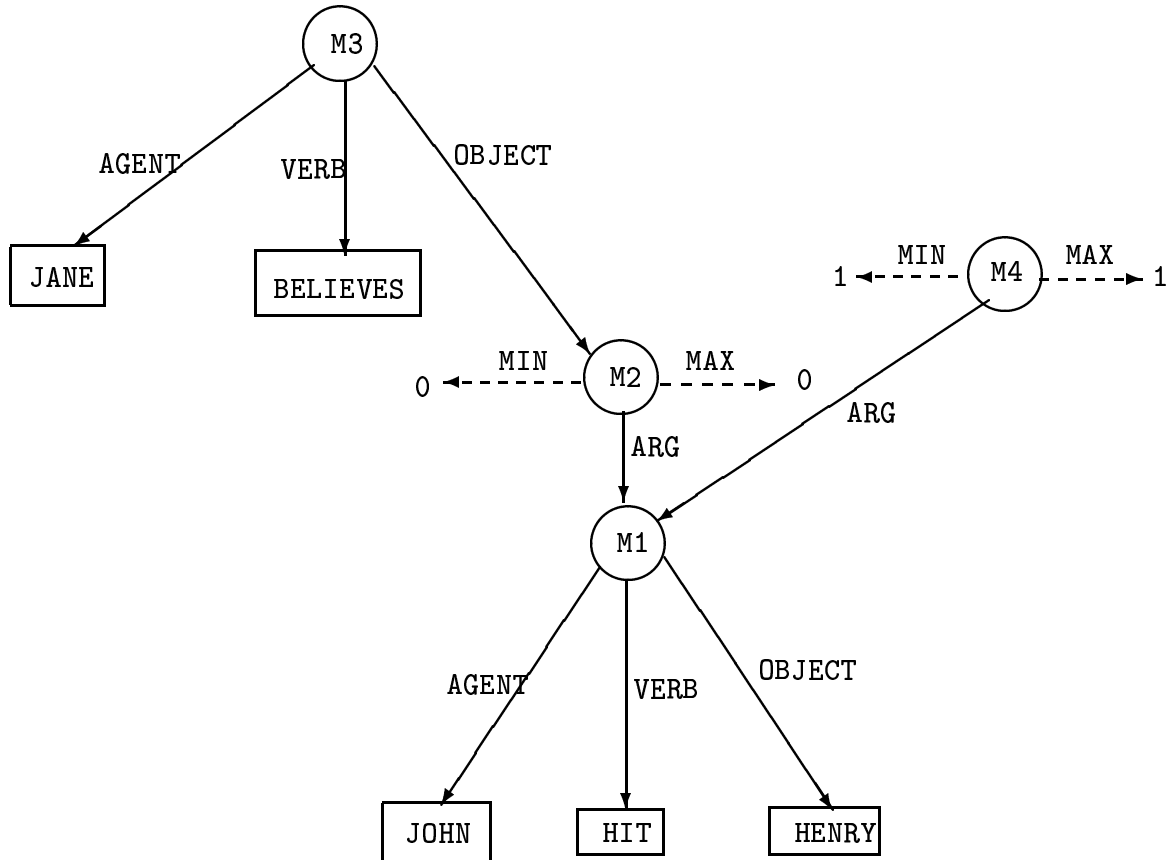 M3
AGENT
VERB
OBJECT
JANE
BELIEVES
1 MIN M4 MAX 1
0 MIN M2 MAX 0
ARG
ARG
M1
AGENT
VERB
OBJECT
JOHN
HIT
HENRY